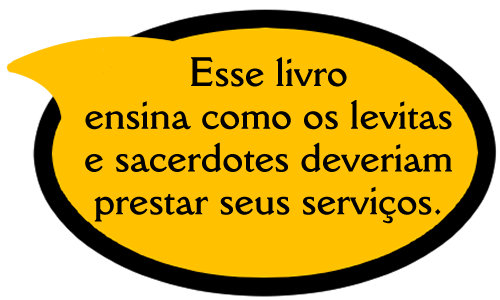 Esse livro
ensina como os levitas
e sacerdotes deveriam
prestar seus serviços.